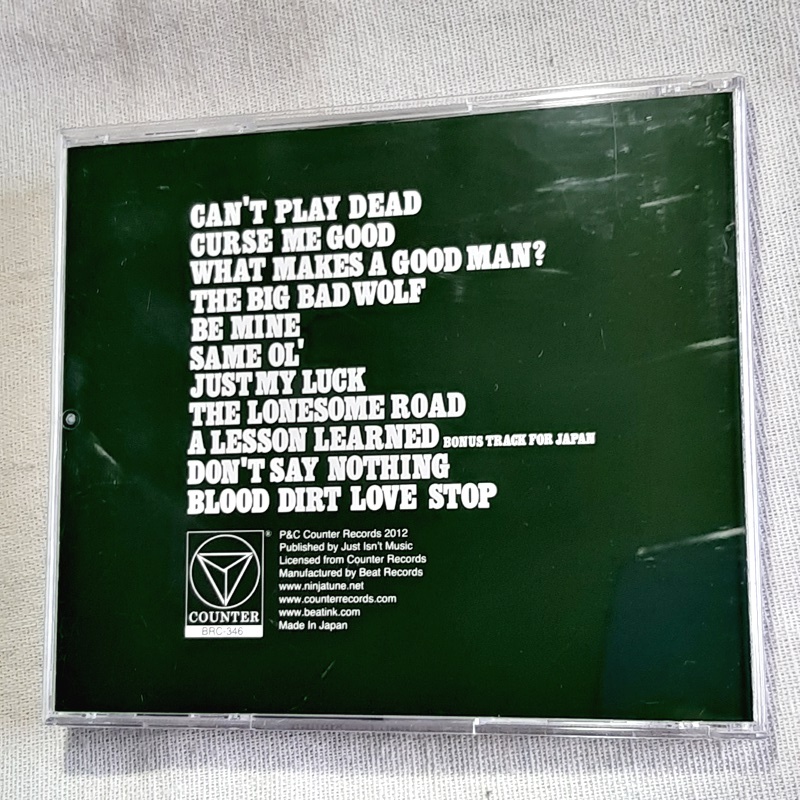 CAN'T PLAY DEAD
CURSE ME GOOD
WHAT MAKES A GOOD MAN?
THE BIG BAD WOLF
BE MINE
SAME OL'
JUST MY LUCK
THE LONESOME ROAD
A LESSON LEARNED BONUS TRACK FOR JAPAN
DON'T SAY NOTHING
BLOOD DIRT LOVE STOP
®
COUNTER
BRC-346
P&C Counter Records 2012
Published by Just Isn't Music
Licensed from Counter Records
Manufactured by Beat Records
www.ninjatune.net
www.counterrecords.com
www.beatink.com
Made In Japan